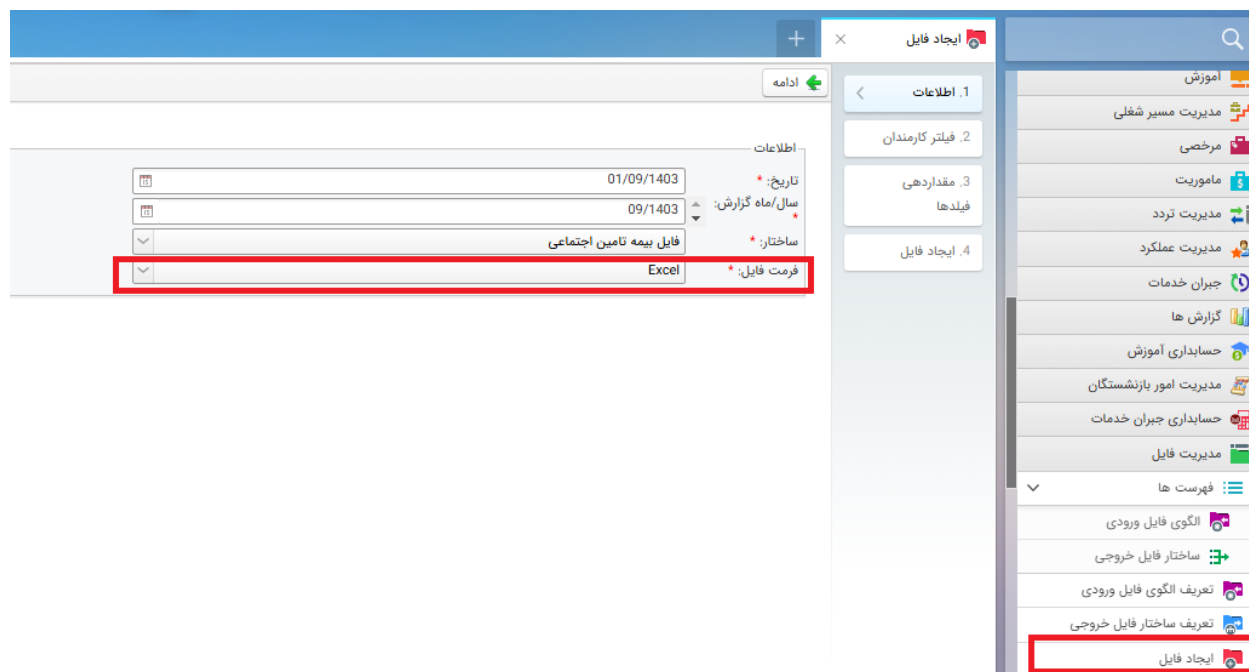 ایجاد فایل
ادامه
1. اطلاعات
2. فیلتر کارمندان
3. مقداردهی
فیلدها
4. ایجاد فایل
اطلاعات
تاریخ: * 01/09/1403
سال/ماه گزارش: * 09/1403
ساختار: * فایل بیمه تامین اجتماعی
فرمت فایل: * Excel
آموزش
مدیریت مسیر شغلی
مرخصی
ماموریت
مدیریت تردد
مدیریت عملکرد
جبران خدمات
گزارش ها
حسابداری آموزش
مدیریت امور بازنشستگان
حسابداری جبران خدمات
مدیریت فایل
فهرست ها
الگوی فایل ورودی
ساختار فایل خروجی
تعریف الگوی فایل ورودی
تعریف ساختار فایل خروجی
ایجاد فایل